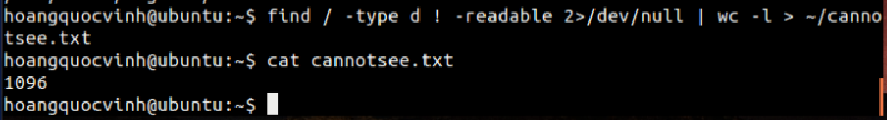 hoangquocvinh@ubuntu:~$ find / -type d ! -readable 2>/dev/null | wc -l > ~/canno
tsee.txt
hoangquocvinh@ubuntu:~$ cat cannotsee.txt
1096
hoangquocvinh@ubuntu:~$